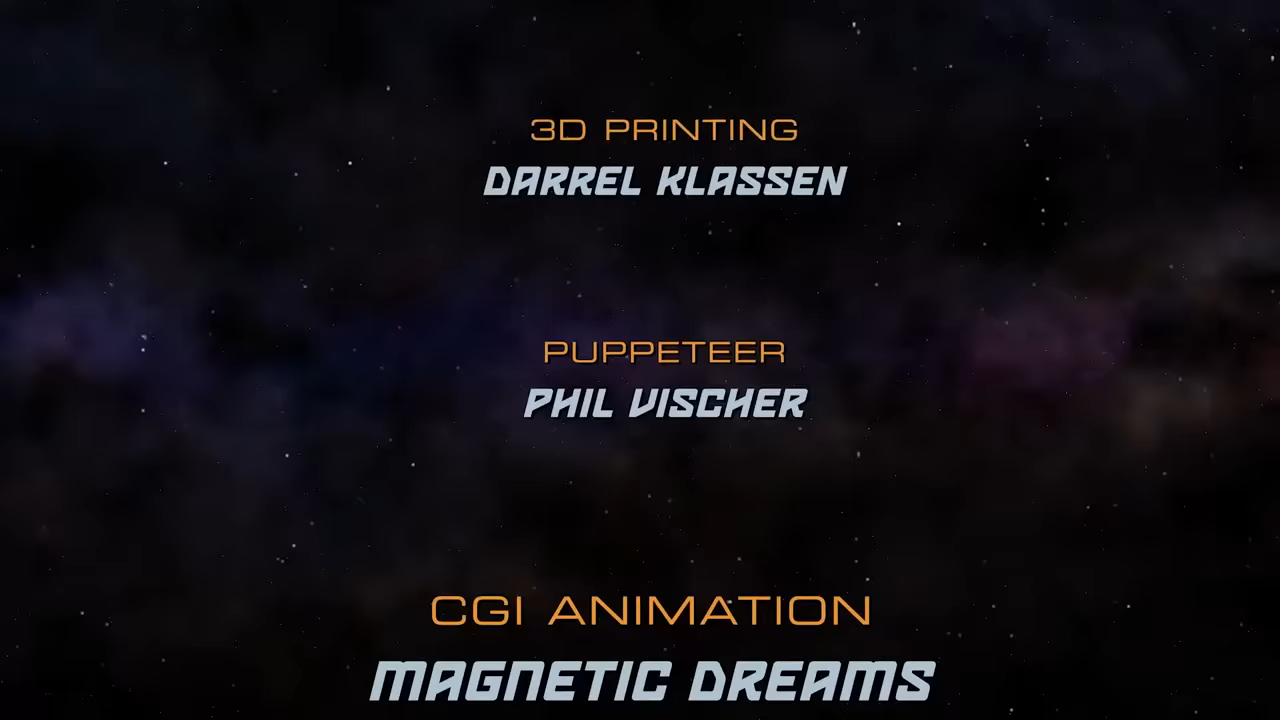 3D PRINTING
DARREL KLASSEN
PUPPETEER
PHIL VISCHER
CGI ANIMATION
MAGNETIC DREAMS